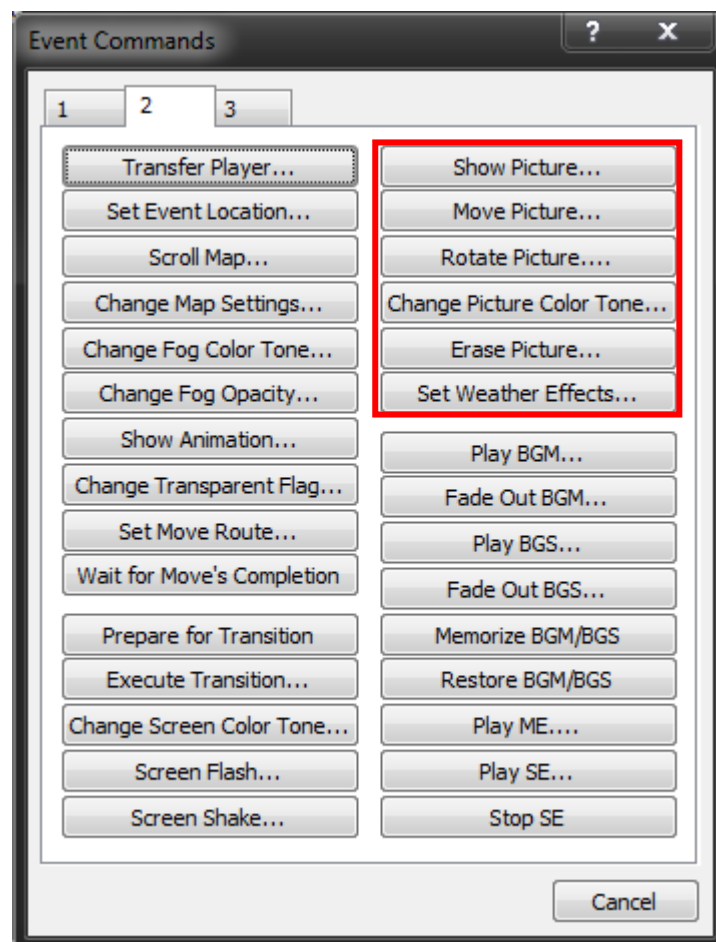 Event Commands
? x
1 2 3
Transfer Player...
Set Event Location...
Scroll Map...
Change Map Settings...
Change Fog Color Tone...
Change Fog Opacity...
Show Animation...
Change Transparent Flag...
Set Move Route...
Wait for Move's Completion
Prepare for Transition
Execute Transition...
Change Screen Color Tone...
Screen Flash...
Screen Shake...
Show Picture...
Move Picture...
Rotate Picture....
Change Picture Color Tone...
Erase Picture...
Set Weather Effects...
Play BGM...
Fade Out BGM...
Play BGS...
Fade Out BGS...
Memorize BGM/BGS
Restore BGM/BGS
Play ME....
Play SE...
Stop SE
Cancel